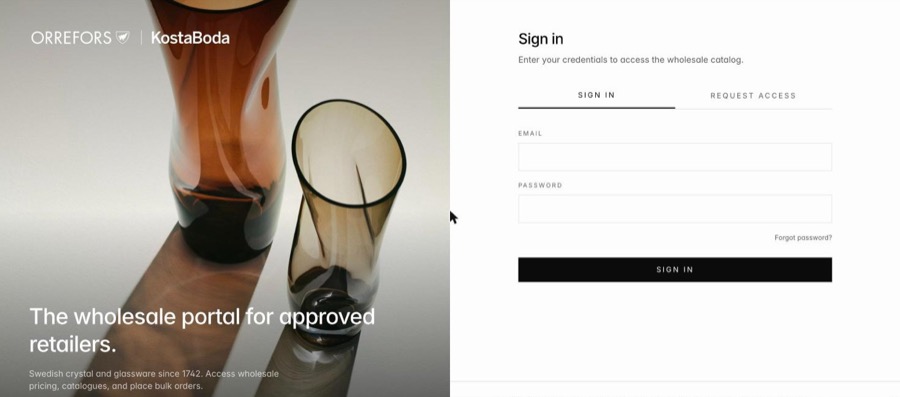 ORREFORS | KostaBoda
The wholesale portal for approved
retailers.
Swedish crystal and glassware since 1742. Access wholesale
pricing, catalogues, and place bulk orders.
Sign in
Enter your credentials to access the wholesale catalog.
SIGN IN REQUEST ACCESS
EMAIL
PASSWORD
Forgot password?
SIGN IN